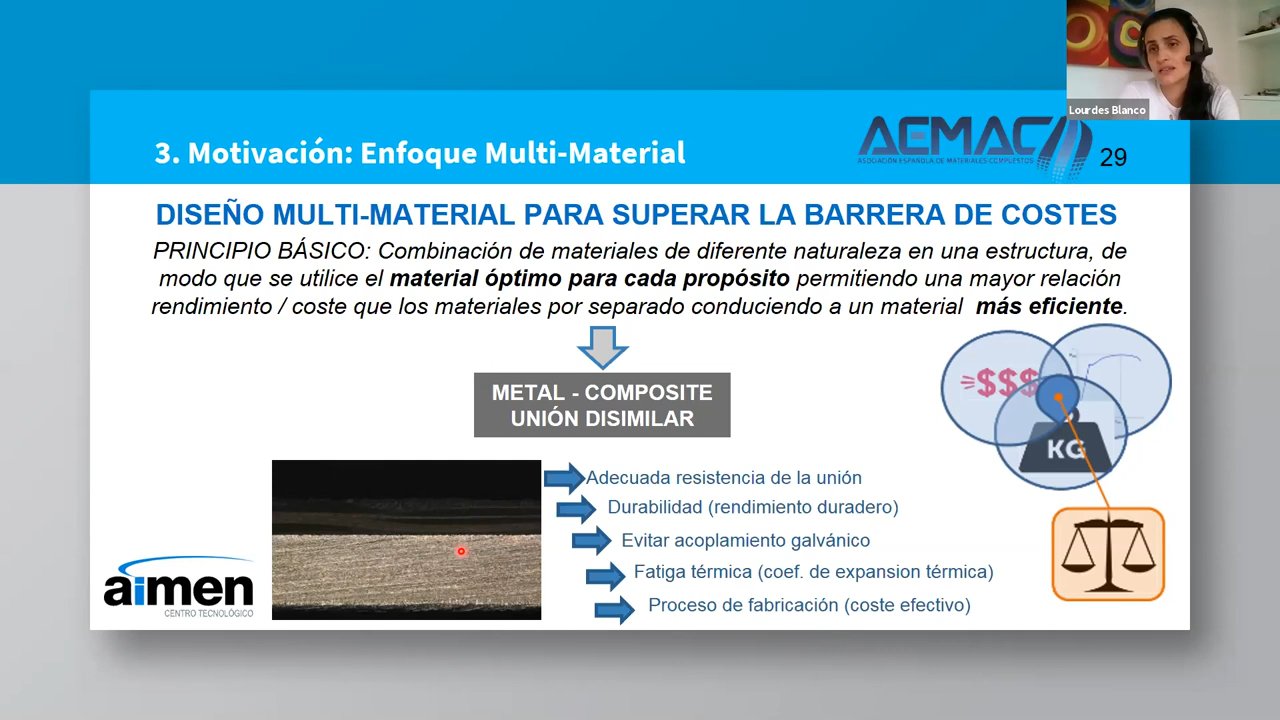 Lourdes Blanco
3. Motivación: Enfoque Multi-Material
AEMAC
ASOCIACIÓN ESPAÑOLA DE MATERIALES COMPUESTOS
29
DISEÑO MULTI-MATERIAL PARA SUPERAR LA BARRERA DE COSTES
PRINCIPIO BÁSICO: Combinación de materiales de diferente naturaleza en una estructura, de
modo que se utilice el material óptimo para cada propósito permitiendo una mayor relación
rendimiento / coste que los materiales por separado conduciendo a un material más eficiente.
$$$
METAL - COMPOSITE
UNIÓN DISIMILAR
KG
Adecuada resistencia de la unión
Durabilidad (rendimiento duradero)
Evitar acoplamiento galvánico
Fatiga térmica (coef. de expansion térmica)
Proceso de fabricación (coste efectivo)
aimen
CENTRO TECNOLÓGICO